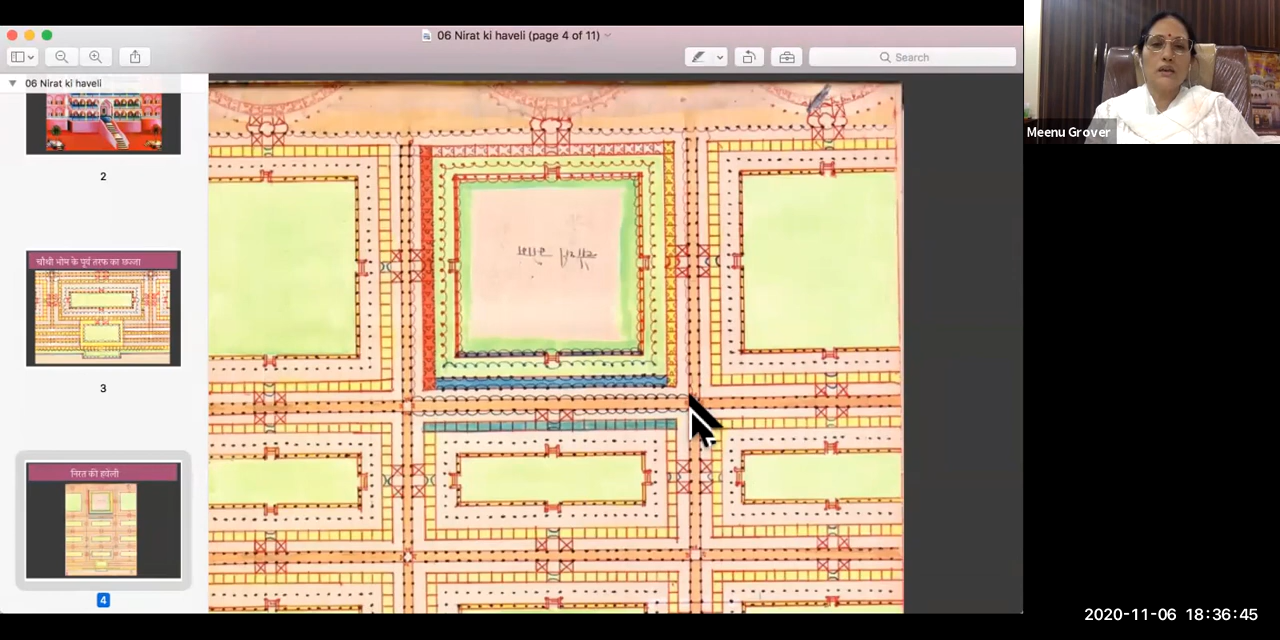 06 Nirat ki haveli (page 4 of 11)
Search
06 Nirat ki haveli
2
चौथी भोम के पुर्व तरफ का छज्जा
3
निरत की हवेली
4
Meenu Grover
2020-11-06 18:36:45